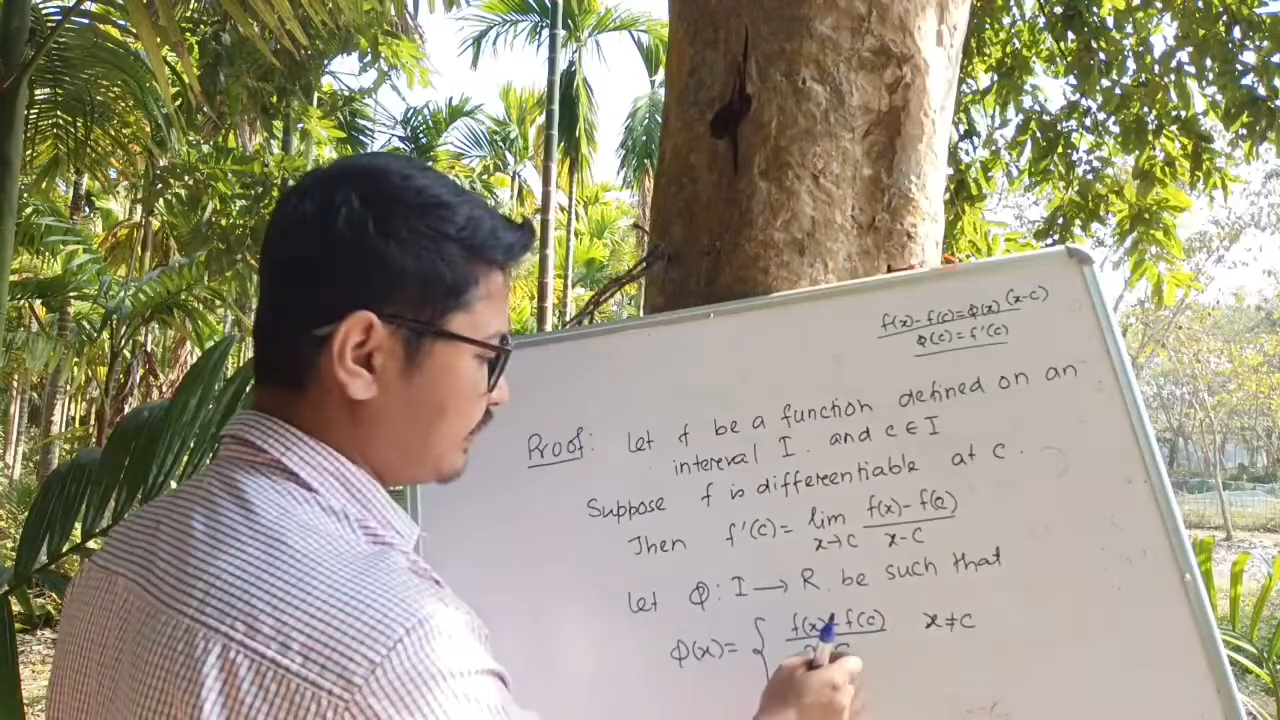 f(x)-f(c)=φ(x)(x-c)
φ(c)=f'(c)
Proof: Let f be a function defined on an
interval I. and c∈I
Suppose f is differentiable at c.
Then f'(c)= lim x→c f(x)-f(c) / x-c
Let φ: I→R. be such that
φ(x)= { f(x)-f(c) / x-c x≠c